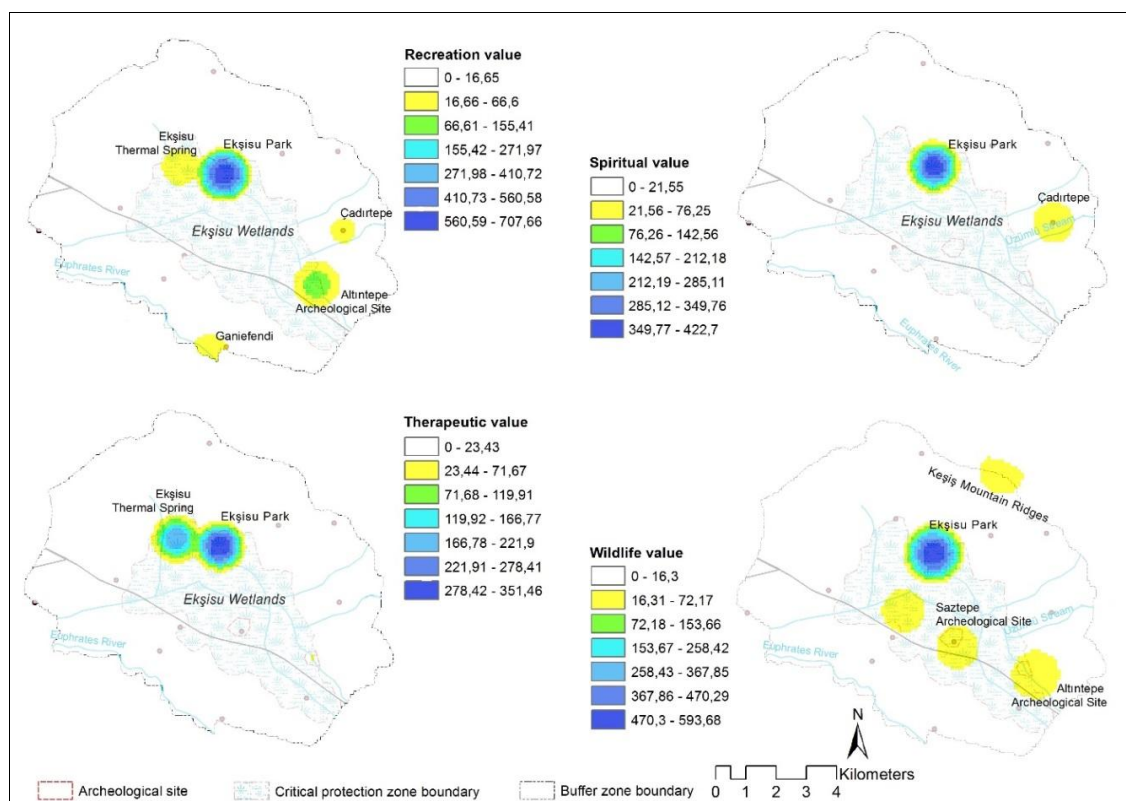 Recreation value
0 - 16,65
16,66 - 66,6
66,61 - 155,41
155,42 - 271,97
271,98 - 410,72
410,73 - 560,58
560,59 - 707,66
Ekşisu
Thermal Spring
Ekşisu Park
Çadırtepe
Ekşisu Wetlands
Euphrates River
Altıntepe
Archeological Site
Ganiefendi
Spiritual value
0 - 21,55
21,56 - 76,25
76,26 - 142,56
142,57 - 212,18
212,19 - 285,11
285,12 - 349,76
349,77 - 422,7
Ekşisu Park
Çadırtepe
Ekşisu Wetlands
Üzümlü Stream
Euphrates River
Therapeutic value
0 - 23,43
23,44 - 71,67
71,68 - 119,91
119,92 - 166,77
166,78 - 221,9
221,91 - 278,41
278,42 - 351,46
Ekşisu
Thermal Spring
Ekşisu Park
Ekşisu Wetlands
Euphrates River
Wildlife value
0 - 16,3
16,31 - 72,17
72,18 - 153,66
153,67 - 258,42
258,43 - 367,85
367,86 - 470,29
470,3 - 593,68
Keşiş Mountain Ridges
Ekşisu Park
Saztepe
Archeological Site
Üzümlü Stream
Euphrates River
Altıntepe
Archeological Site
N
Kilometers
0 1 2 3 4
Archeological site
Critical protection zone boundary
Buffer zone boundary